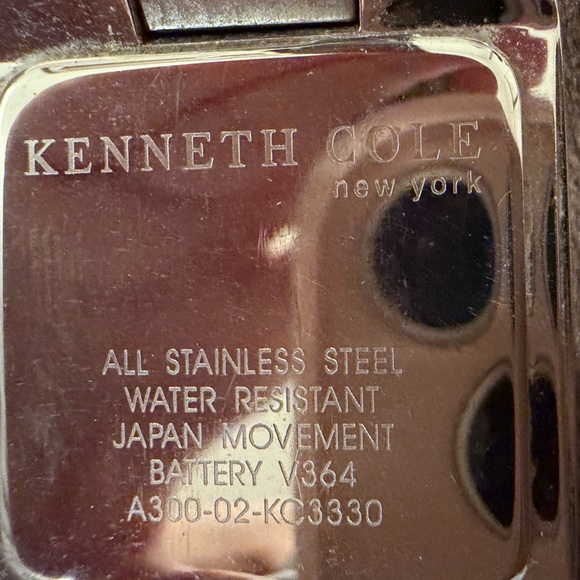 KENNETH COLE
new york
ALL STAINLESS STEEL
WATER RESISTANT
JAPAN MOVEMENT
BATTERY V364
A300-02-KC3330